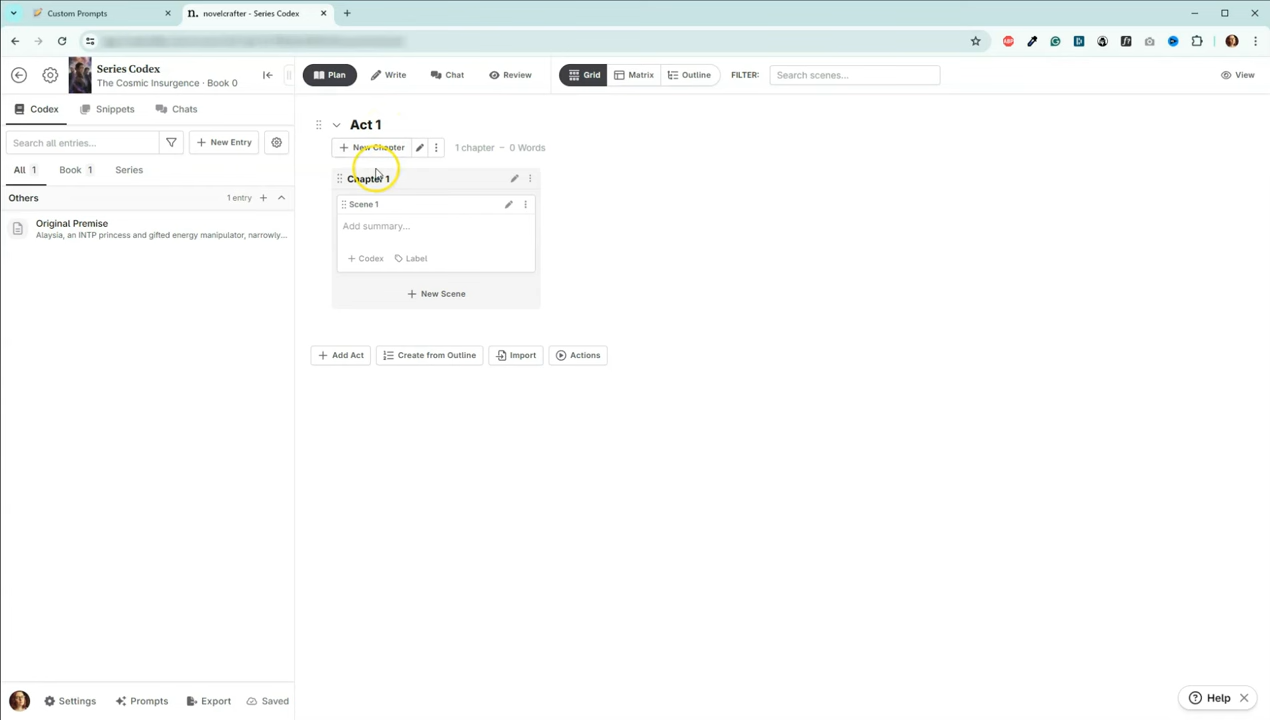 Custom Prompts
n. novelcrafter - Series Codex
Series Codex
The Cosmic Insurgence · Book 0
Plan
Write
Chat
Review
Grid
Matrix
Outline
FILTER:
Search scenes...
View
Codex
Snippets
Chats
Search all entries...
New Entry
All 1
Book 1
Series
Others
1 entry
Original Premise
Alaysia, an INTP princess and gifted energy manipulator, narrowly...
Act 1
New Chapter
1 chapter – 0 Words
Chapter 1
Scene 1
Add summary...
+ Codex
Label
+ New Scene
+ Add Act
Create from Outline
Import
Actions
Settings
Prompts
Export
Saved
Help